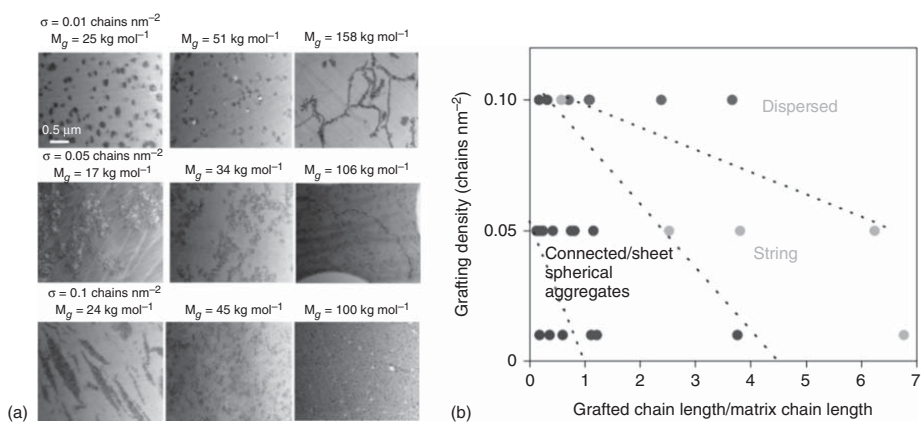 σ = 0.01 chains nm⁻²
M_g = 25 kg mol⁻¹
51 kg mol⁻¹
M_g = 158 kg mol⁻¹
0.5 μm
σ = 0.05 chains nm⁻²
M_g = 17 kg mol⁻¹
M_g = 34 kg mol⁻¹
M_g = 106 kg mol⁻¹
σ = 0.1 chains nm⁻²
M_g = 24 kg mol⁻¹
M_g = 45 kg mol⁻¹
M_g = 100 kg mol⁻¹
(a)
Grafting density (chains nm⁻²)
0.10
0.05
0
Dispersed
Connected/sheet
spherical
aggregates
String
0 1 2 3 4 5 6 7
Grafted chain length/matrix chain length
(b)